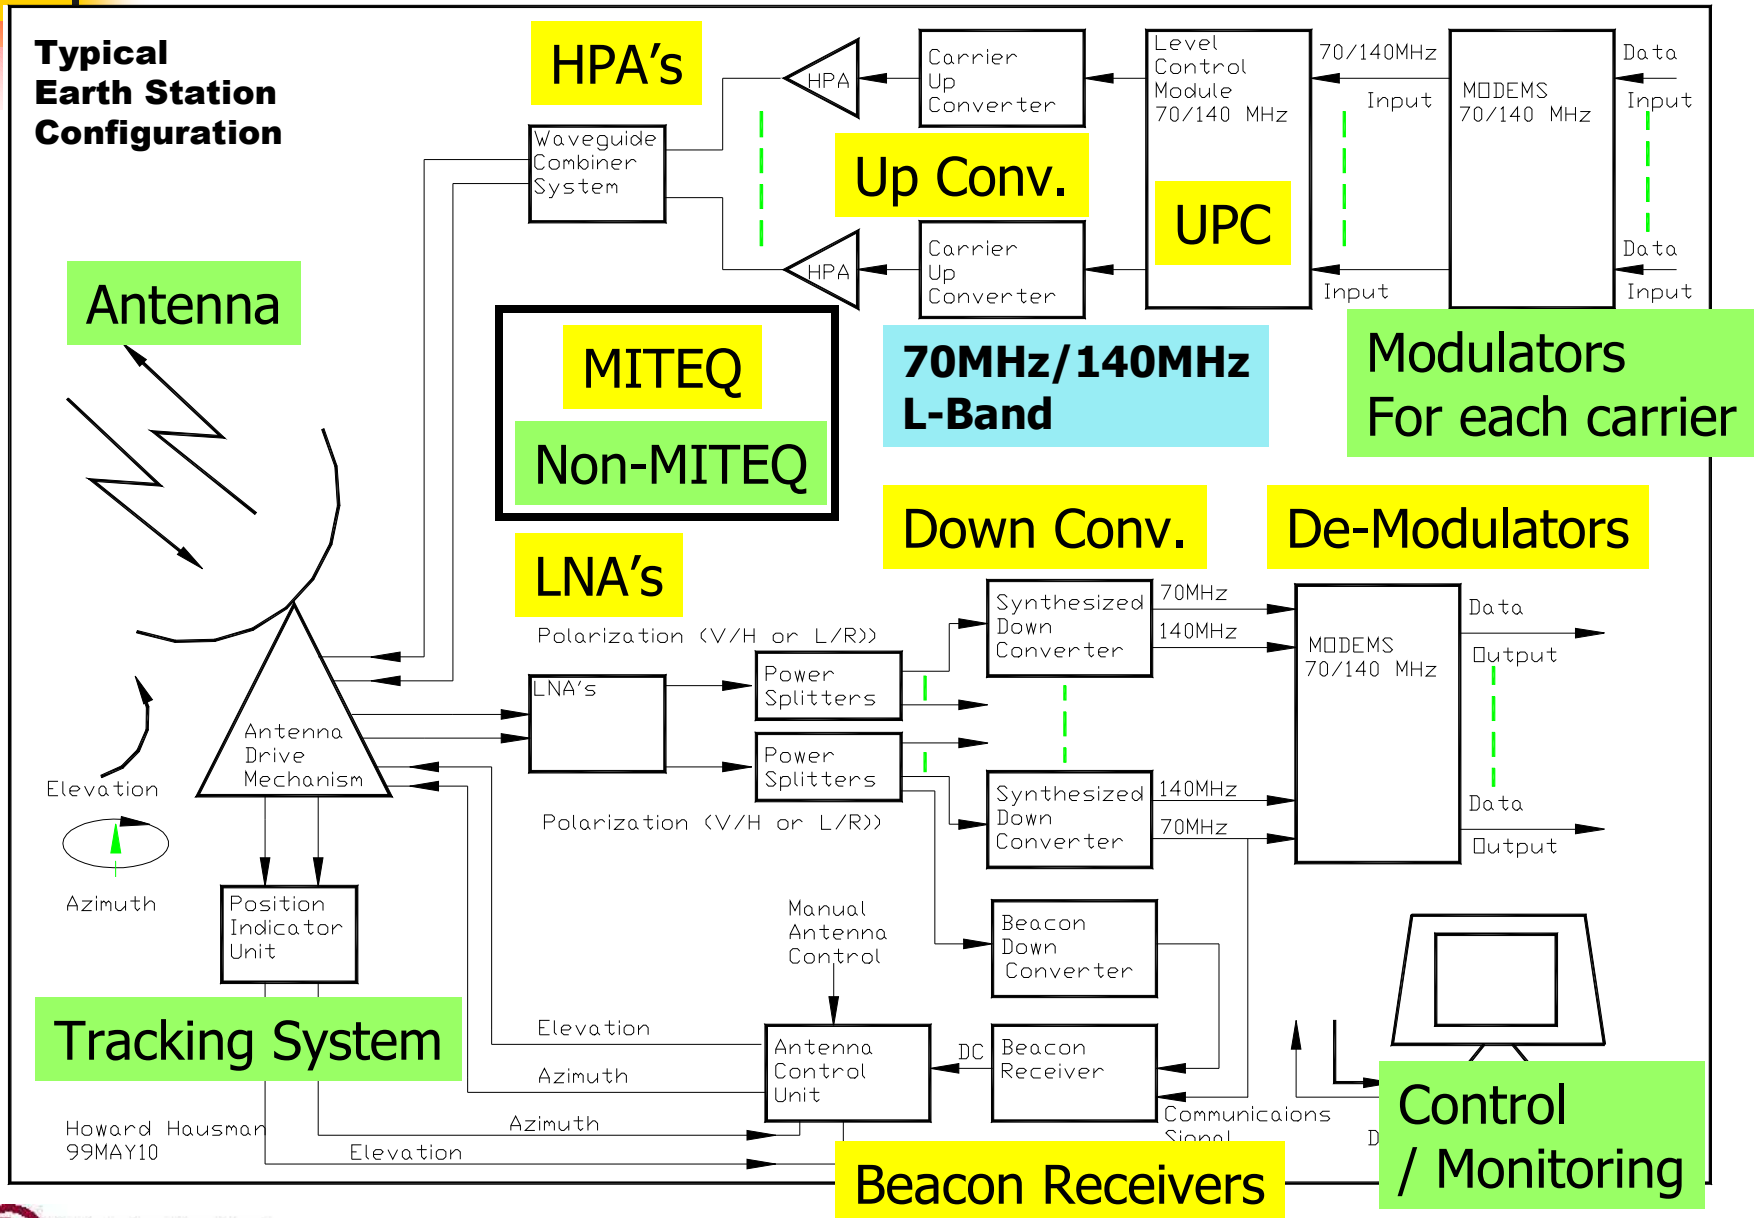 Typical
Earth Station
Configuration
HPA's
HPA
Carrier
Up
Converter
Level
Control
Module
70/140 MHz
70/140MHz
Input
MODEMS
70/140 MHz
Data
Input
Waveguide
Combiner
System
Up Conv.
UPC
HPA
Carrier
Up
Converter
Input
Data
Input
Antenna
MITEQ
Non-MITEQ
70MHz/140MHz
L-Band
Modulators
For each carrier
LNA's
Down Conv.
De-Modulators
Polarization (V/H or L/R))
LNA's
Power
Splitters
Power
Splitters
Polarization (V/H or L/R))
Synthesized
Down
Converter
70MHz
140MHz
Synthesized
Down
Converter
140MHz
70MHz
MODEMS
70/140 MHz
Data
Output
Data
Output
Antenna
Drive
Mechanism
Elevation
Azimuth
Position
Indicator
Unit
Manual
Antenna
Control
Beacon
Down
Converter
Tracking System
Elevation
Azimuth
Antenna
Control
Unit
DC
Beacon
Receiver
Communicaions
Signal
Azimuth
Elevation
Howard Hausman
99MAY10
Beacon Receivers
Control
/ Monitoring